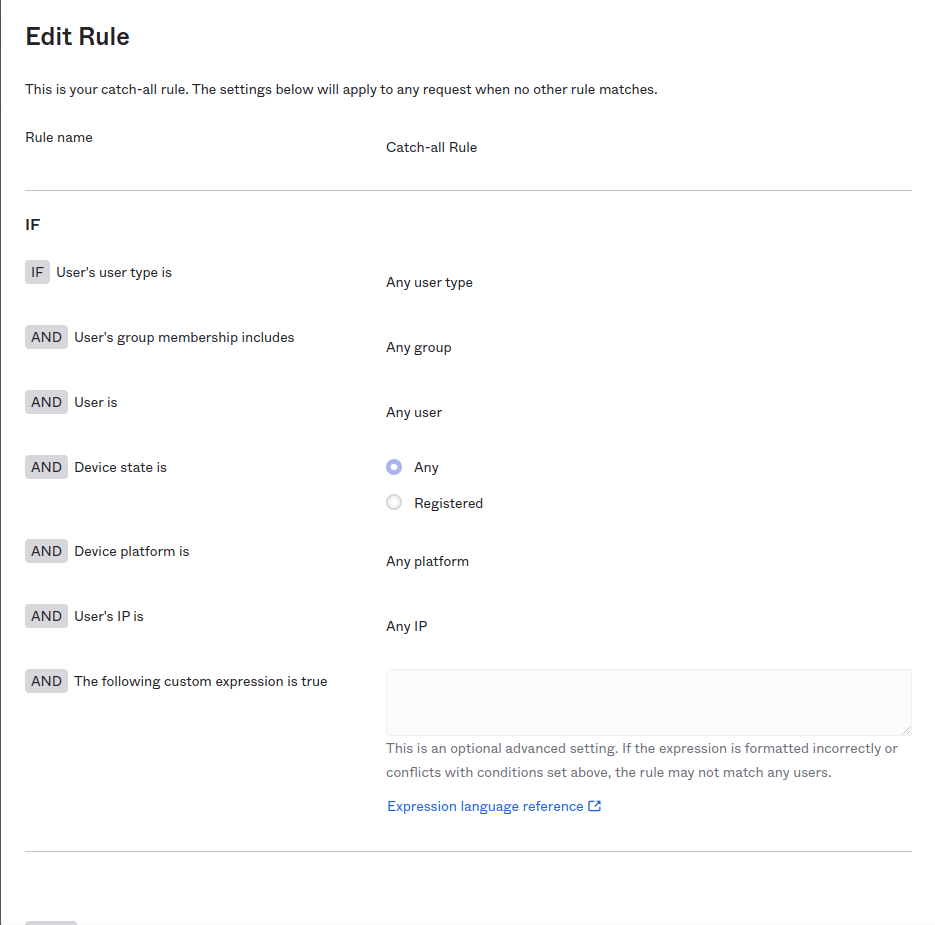 Edit Rule
This is your catch-all rule. The settings below will apply to any request when no other rule matches.
Rule name
Catch-all Rule
IF
IF User's user type is
Any user type
AND User's group membership includes
Any group
AND User is
Any user
AND Device state is
Any
Registered
AND Device platform is
Any platform
AND User's IP is
Any IP
AND The following custom expression is true
This is an optional advanced setting. If the expression is formatted incorrectly or
conflicts with conditions set above, the rule may not match any users.
Expression language reference